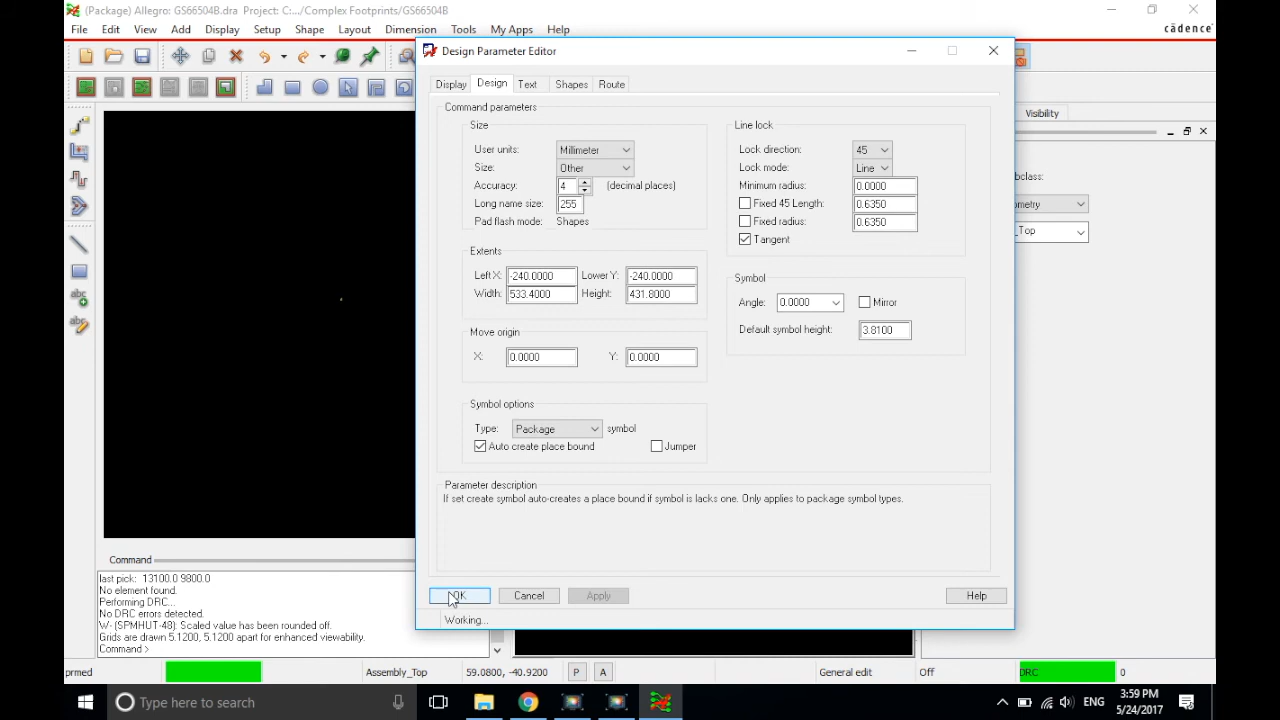 (Package) Allegro: GS66504B.dra Project: C:.../Complex Footprints/GS66504B
File Edit View Add Display Setup Shape Layout Dimension Tools My Apps Help
cādence
Design Parameter Editor
Display Design Text Shapes Route
Visibility
Command parameters
Size
User units: Millimeter
Size: Other
Accuracy: 4 (decimal places)
Long name size: 255
Pad flash mode: Shapes
Line lock
Lock direction: 45
Lock mode: Line
Minimum radius: 0.0000
Fixed 45 Length: 0.6350
Fixed radius: 0.6350
Tangent
bclass:
ometry
_Top
Extents
Left X: -240.0000 Lower Y: -240.0000
Width: 533.4000 Height: 431.8000
Symbol
Angle: 0.0000 Mirror
Default symbol height: 3.8100
Move origin
X: 0.0000 Y: 0.0000
Symbol options
Type: Package symbol
Auto create place bound Jumper
Parameter description
If set create symbol auto-creates a place bound if symbol is lacks one. Only applies to package symbol types.
OK Cancel Apply Help
Working...
Command
last pick: 13100.0 9800.0
No element found.
Performing DRC...
No DRC errors detected.
W- (SPMHUT-48): Scaled value has been rounded off.
Grids are drawn 5.1200, 5.1200 apart for enhanced viewability.
Command >
prmed Assembly_Top 59.0800, -40.9200 P A General edit Off DRC 0
Type here to search
ENG
3:59 PM
5/24/2017
abc
abc